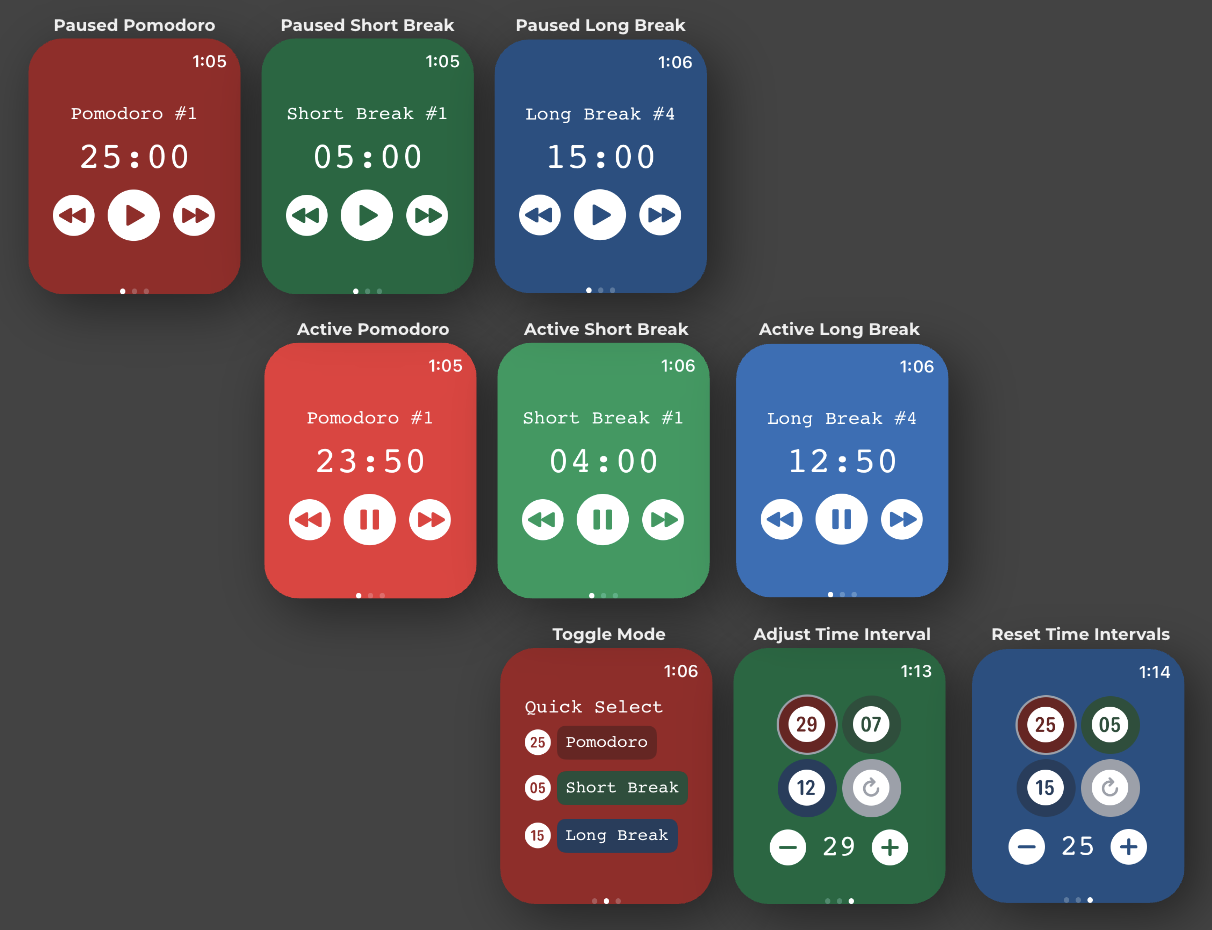 Paused Pomodoro
1:05
Pomodoro #1
25:00
Paused Short Break
1:05
Short Break #1
05:00
Paused Long Break
1:06
Long Break #4
15:00
Active Pomodoro
1:05
Pomodoro #1
23:50
Active Short Break
1:06
Short Break #1
04:00
Active Long Break
1:06
Long Break #4
12:50
Toggle Mode
1:06
Quick Select
25 Pomodoro
05 Short Break
15 Long Break
Adjust Time Interval
1:13
29 07
12
− 29 +
Reset Time Intervals
1:14
25 05
15
− 25 +